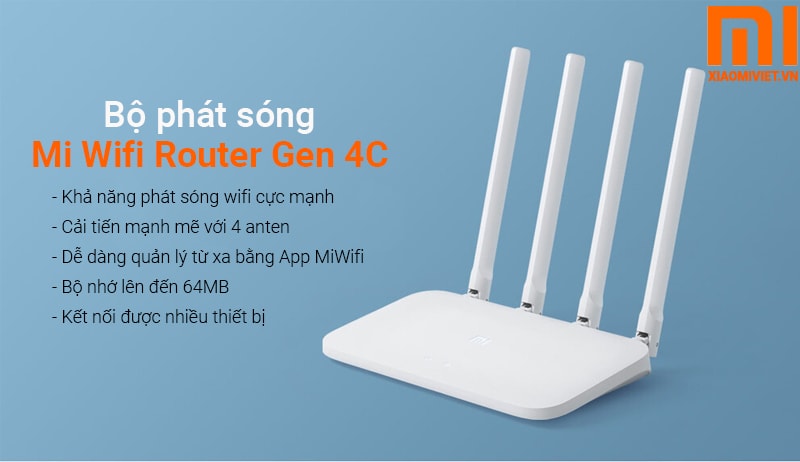 mi
XIAOMIVIET.VN
Bộ phát sóng
Mi Wifi Router Gen 4C
- Khả năng phát sóng wifi cực mạnh
- Cải tiến mạnh mẽ với 4 anten
- Dễ dàng quản lý từ xa bằng App MiWifi
- Bộ nhớ lên đến 64MB
- Kết nối được nhiều thiết bị
mi